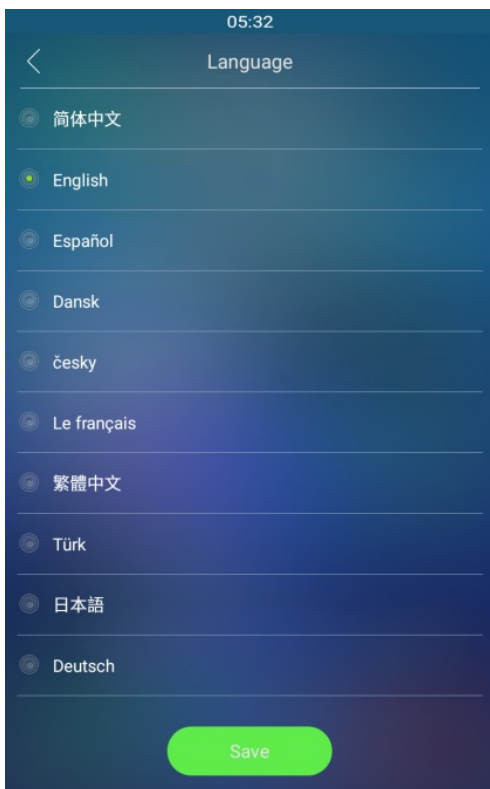 05:32
Language
简体中文
English
Español
Dansk
česky
Le français
繁體中文
Türk
日本語
Deutsch
Save